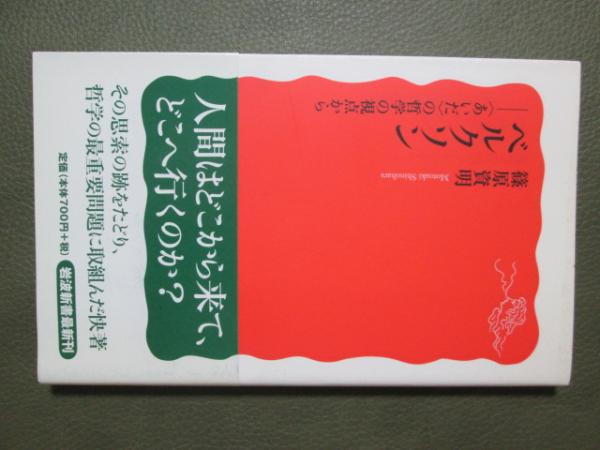 ベルクソン
──〈あいだ〉の哲学の視点から
篠原資明
Motoaki Shinohara
人間はどこから来て、
どこへ行くのか?
その思索の跡をたどり、
哲学の最重要問題に取組んだ快著
定価(本体700円+税)
岩波新書最新刊